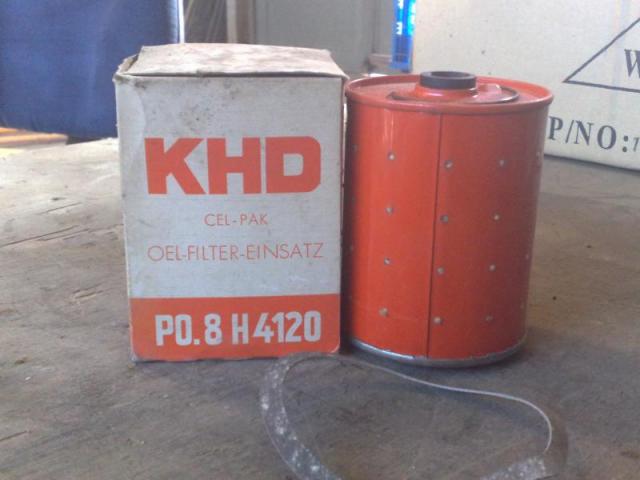 KHD
CEL-PAK
OEL-FILTER-EINSATZ
PO.8 H4120
W
P/NO: